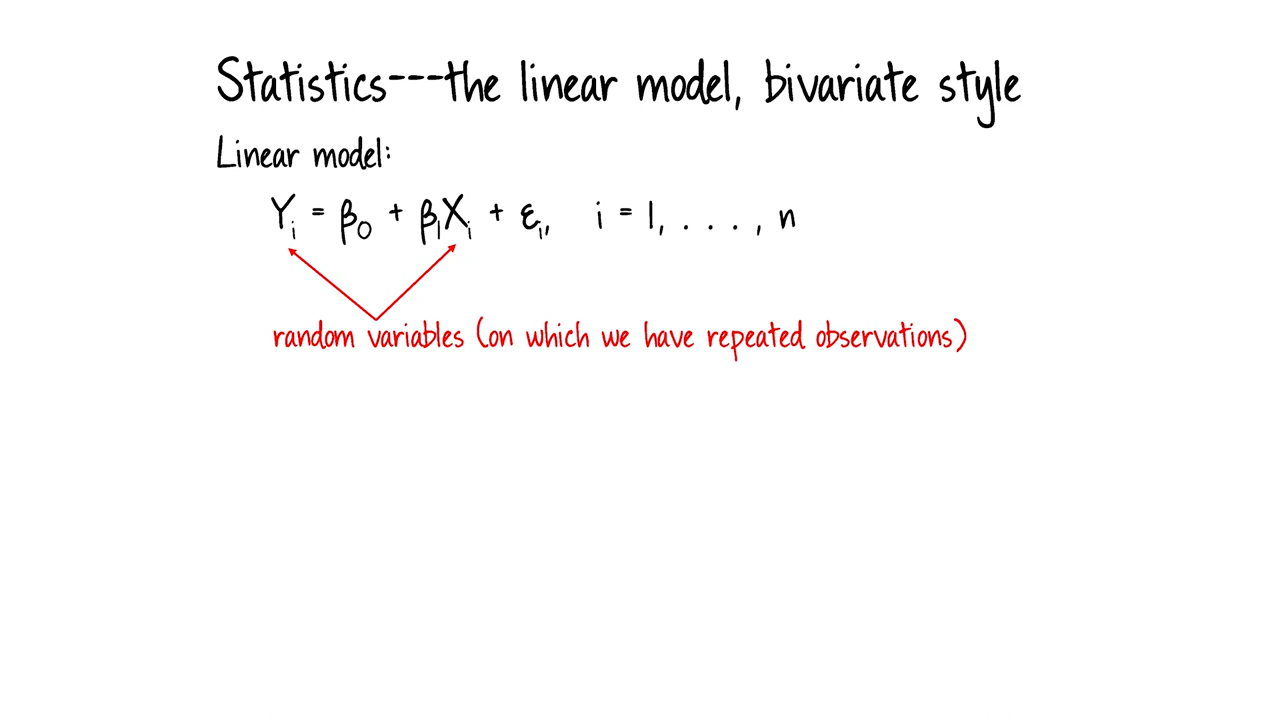 Statistics---the linear model, bivariate style
Linear model:
Yᵢ = β₀ + β₁Xᵢ + εᵢ, i = 1, . . . , n
random variables (on which we have repeated observations)